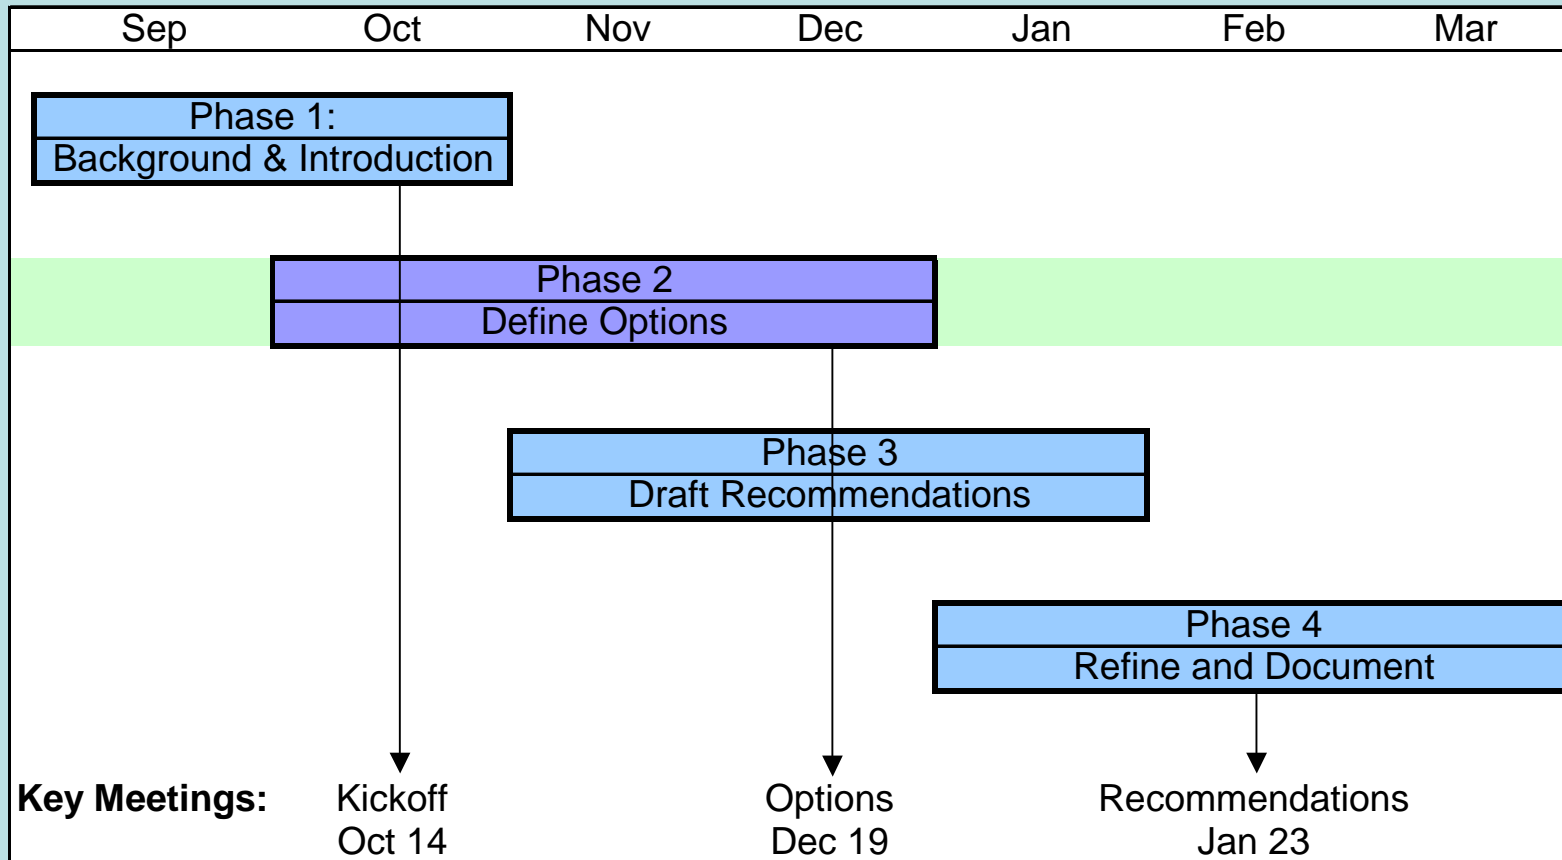 Sep Oct Nov Dec Jan Feb Mar
Phase 1:
Background & Introduction
Phase 2
Define Options
Phase 3
Draft Recommendations
Phase 4
Refine and Document
Key Meetings: Kickoff Options Recommendations
Oct 14 Dec 19 Jan 23